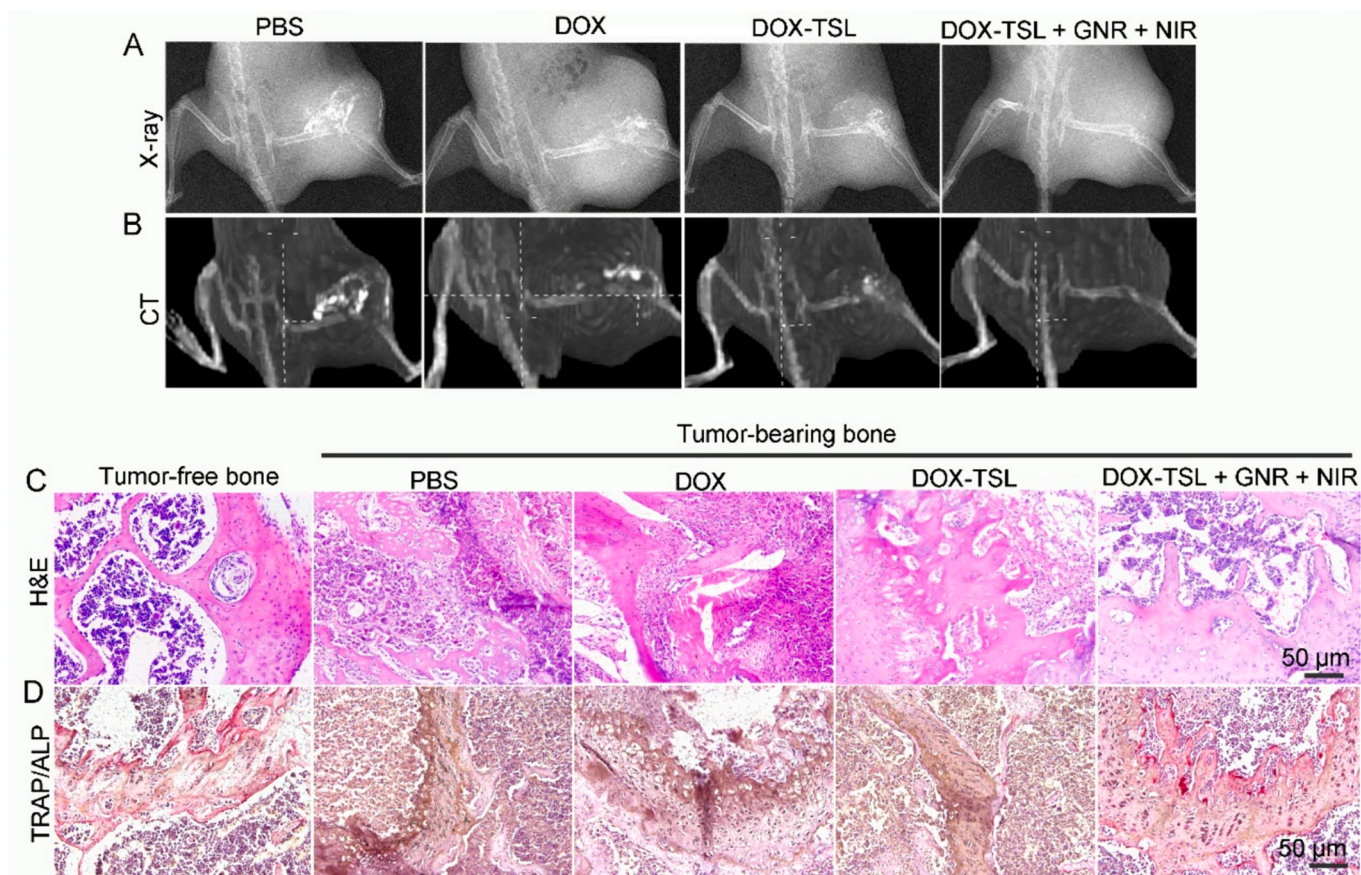 PBS
DOX
DOX-TSL
DOX-TSL + GNR + NIR
A
X-ray
B
CT
Tumor-bearing bone
Tumor-free bone
PBS
DOX
DOX-TSL
DOX-TSL + GNR + NIR
C
H&E
50 µm
D
TRAP/ALP
50 µm